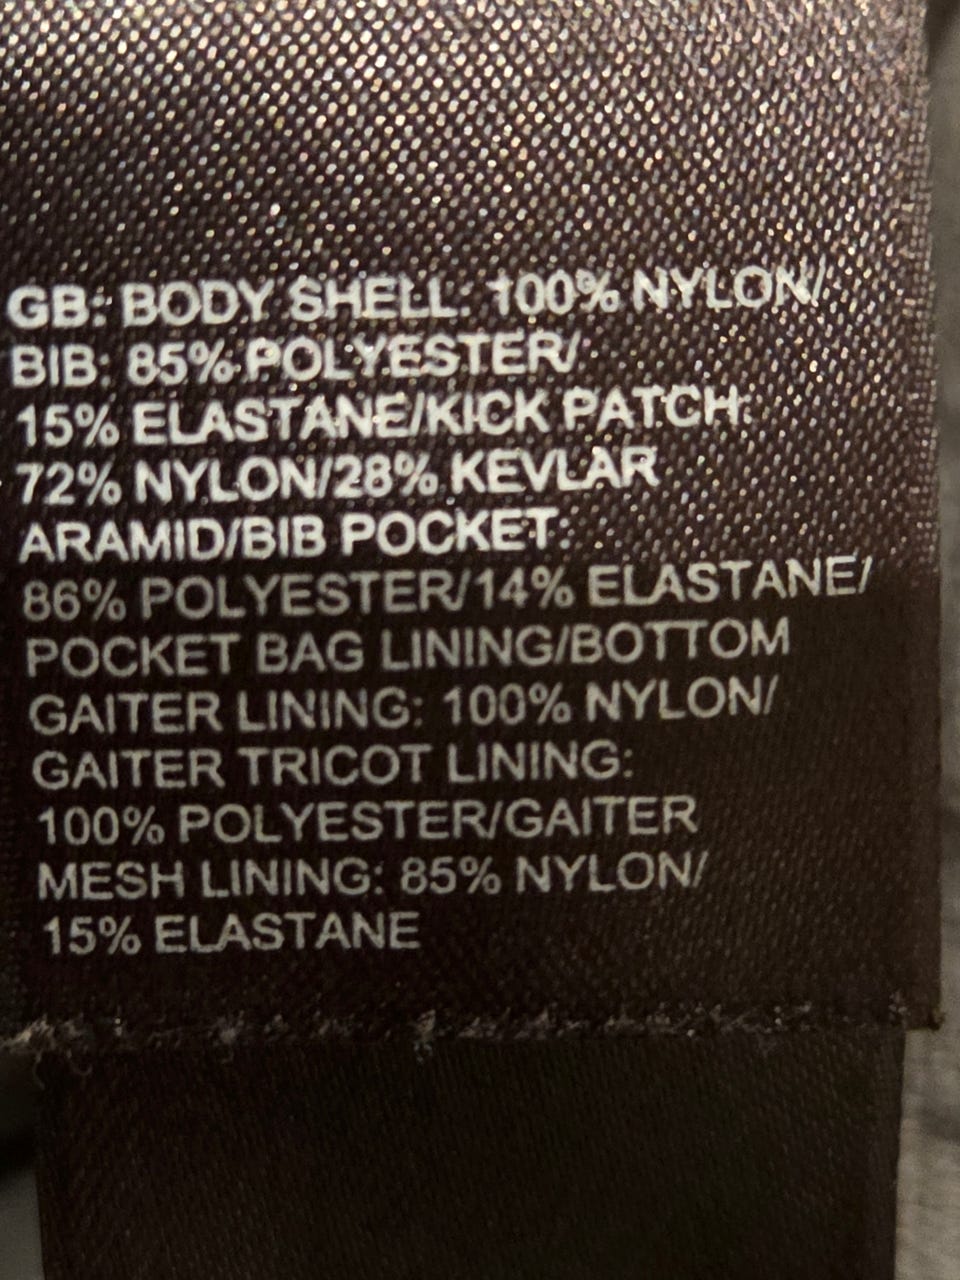 GB: BODY SHELL: 100% NYLON/
BIB: 85% POLYESTER/
15% ELASTANE/KICK PATCH:
72% NYLON/28% KEVLAR
ARAMID/BIB POCKET:
86% POLYESTER/14% ELASTANE/
POCKET BAG LINING/BOTTOM
GAITER LINING: 100% NYLON/
GAITER TRICOT LINING:
100% POLYESTER/GAITER
MESH LINING: 85% NYLON/
15% ELASTANE